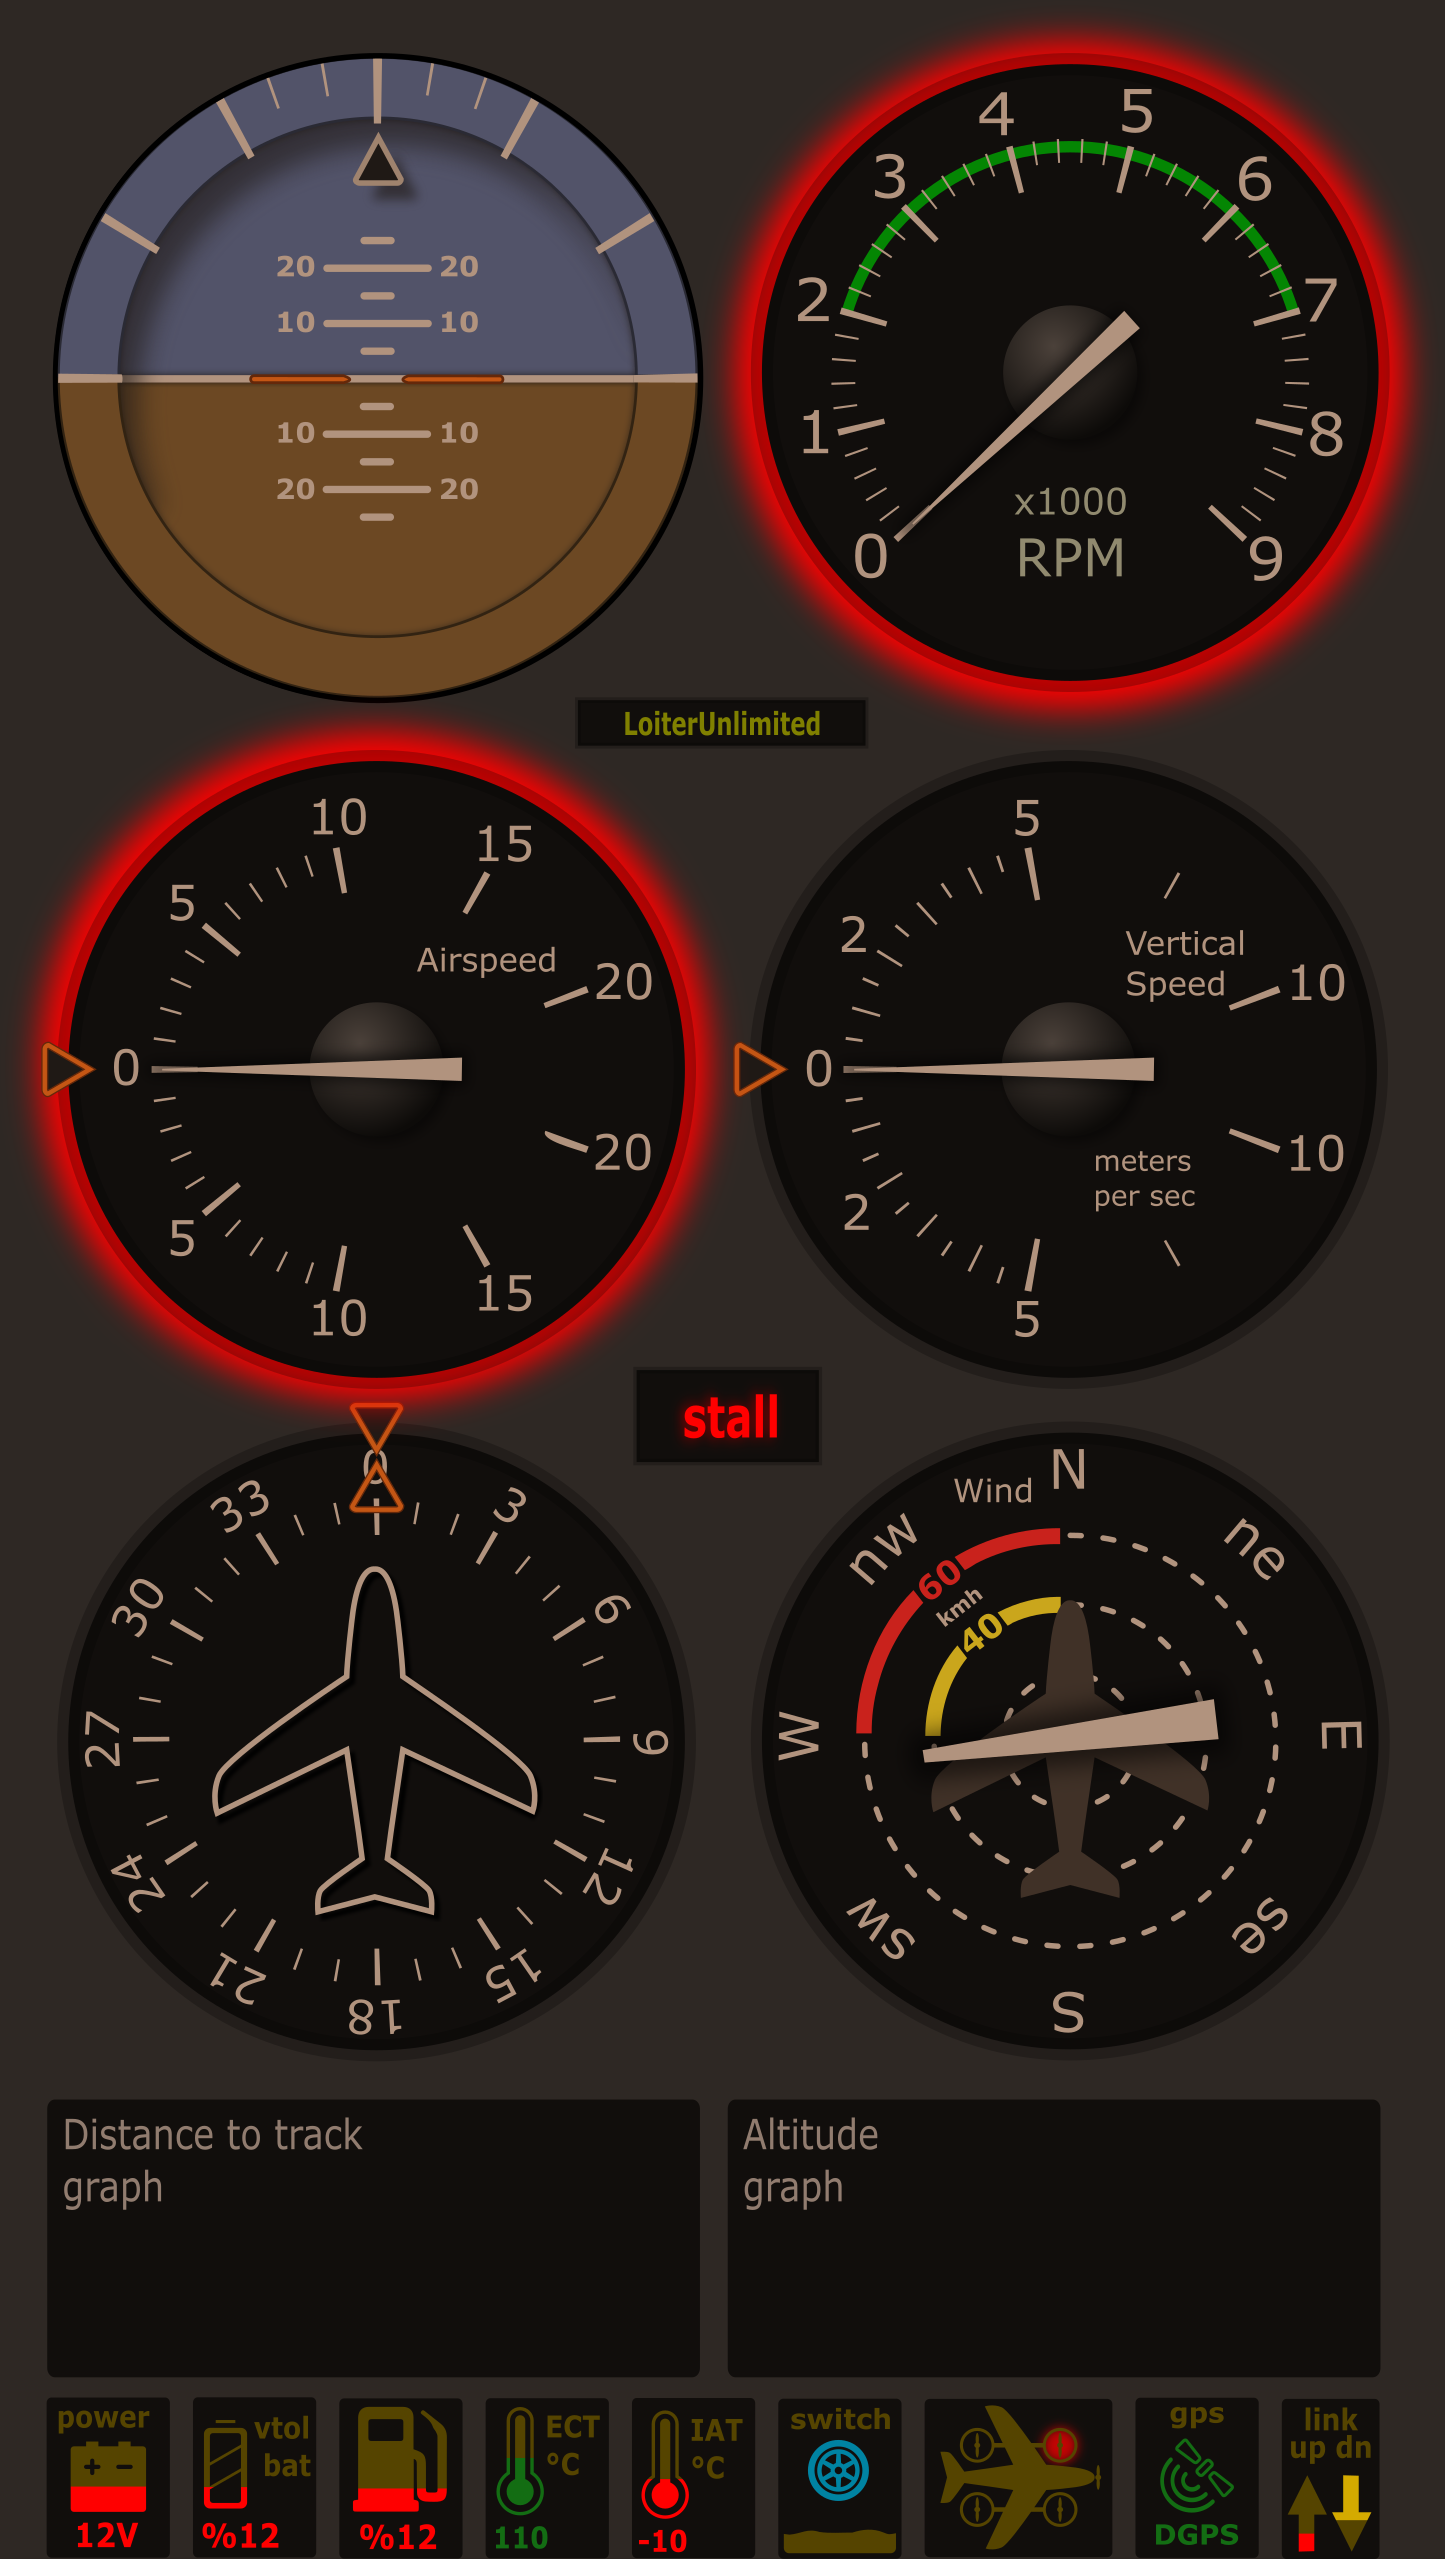 20 20
10 10
10 10
20 20
0 1 2 3 4 5 6 7 8 9
x1000
RPM
LoiterUnlimited
0
5 10 15 20
5 10 15 20
Airspeed
0
2 5 10
2 5 10
Vertical
Speed
meters
per sec
stall
0 3 6 9 12 15 18 21 24 27 30 33
Wind
N ne E se S sw W nw
60
kmh
40
Distance to track
graph
Altitude
graph
power
12V
vtol
bat
%12
%12
ECT
°C
110
IAT
°C
-10
switch
gps
DGPS
link
up dn